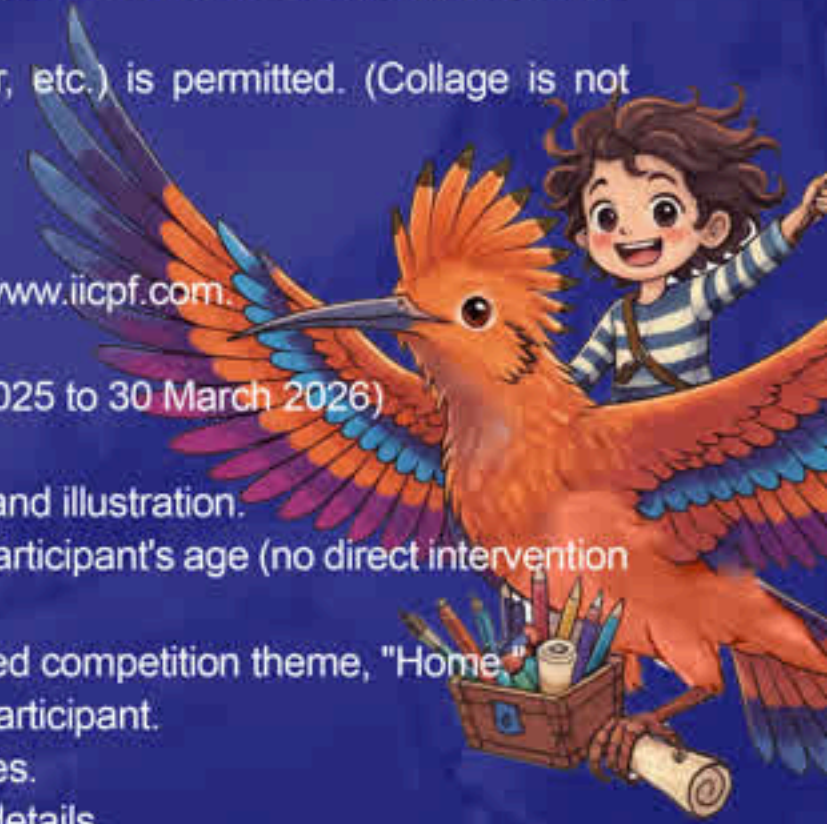 r, etc.) is permitted. (Collage is not
www.iicpf.com.
025 to 30 March 2026)
and illustration.
articipant's age (no direct intervention
ed competition theme, "Home,"
articipant.
es.
details.